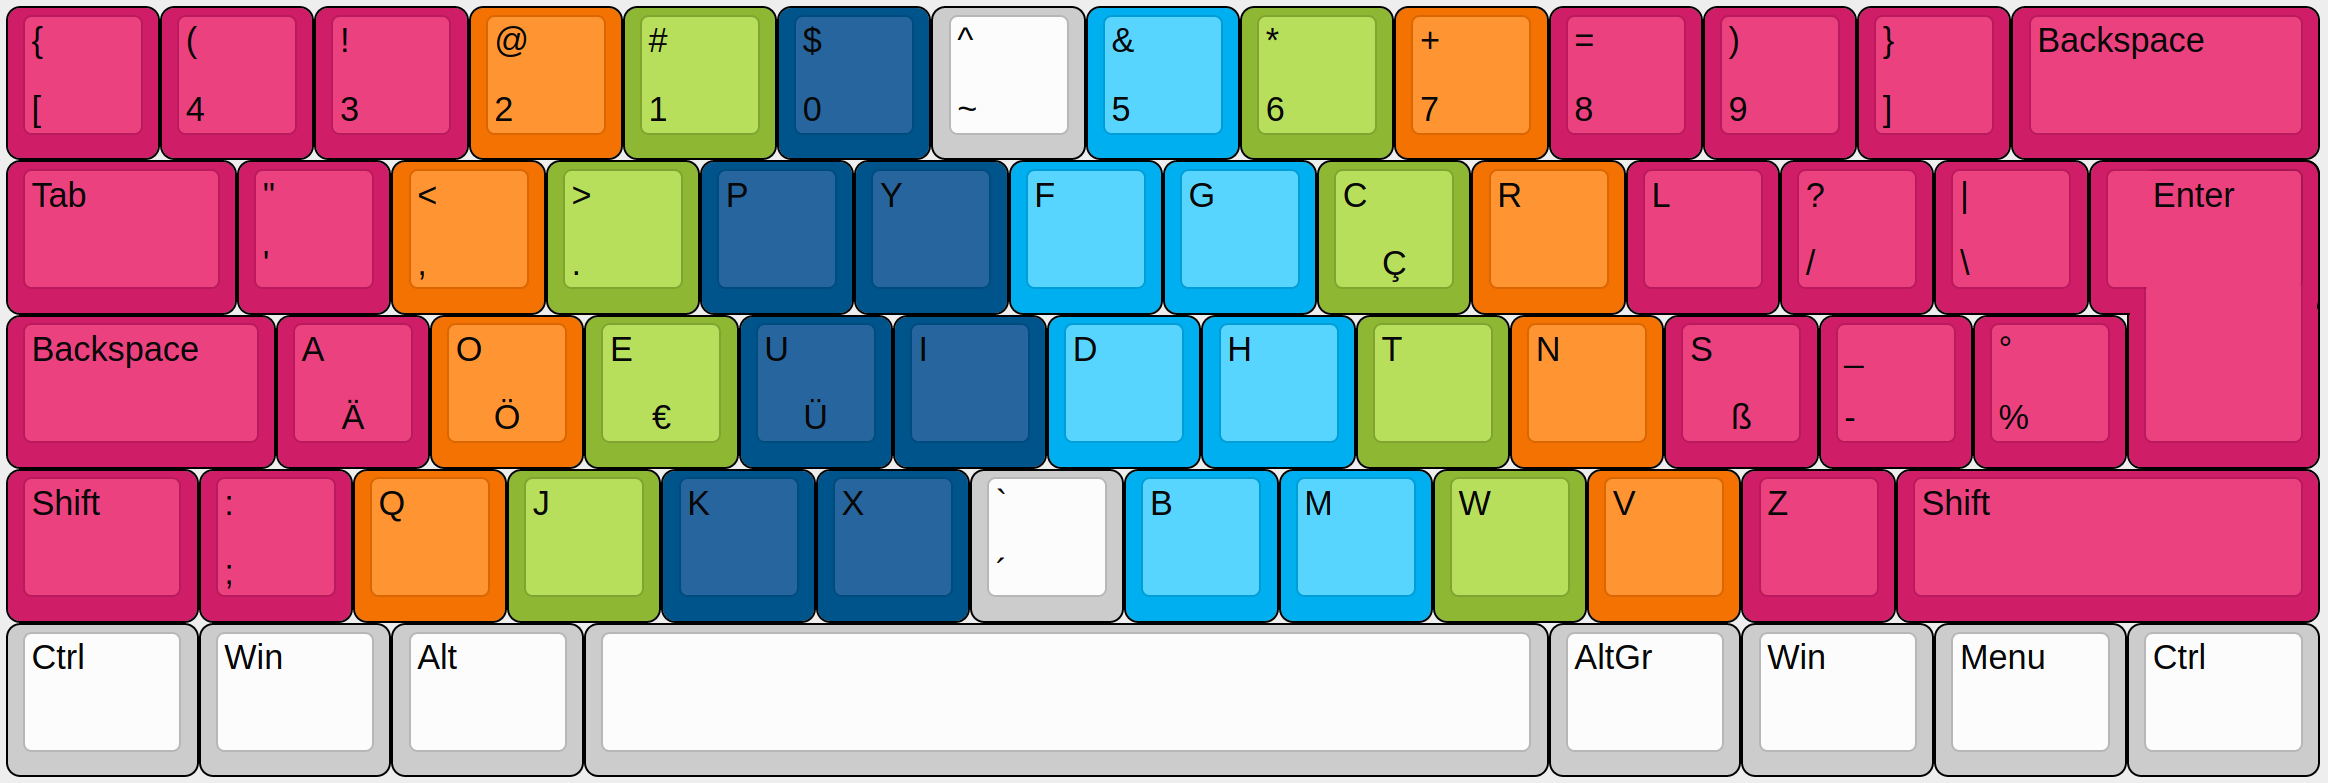 { ( ! @ # $ ^ & * + = ) } Backspace
[ 4 3 2 1 0 ~ 5 6 7 8 9 ]
Tab " < > P Y F G C R L ? | Enter
' , . Ç / \
Backspace A O E U I D H T N S _ °
Ä Ö € Ü ß - %
Shift : Q J K X ` B M W V Z Shift
; ´
Ctrl Win Alt AltGr Win Menu Ctrl